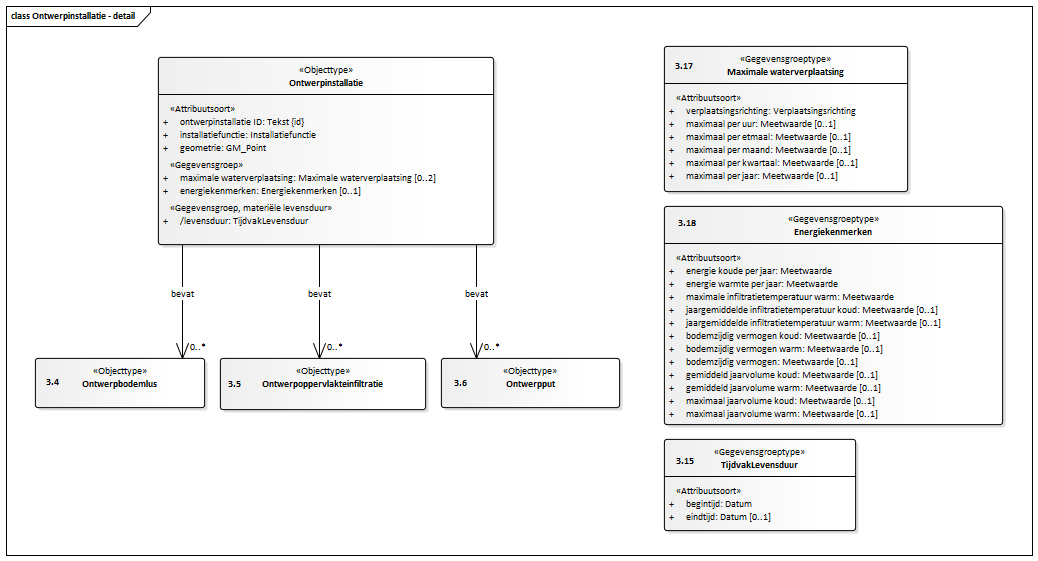 class Ontwerpinstallatie - detail
«Objecttype»
Ontwerpinstallatie
«Attribuutsoort»
+ ontwerpinstallatie ID: Tekst {id}
+ installatiefunctie: Installatiefunctie
+ geometrie: GM_Point
«Gegevensgroep»
+ maximale waterverplaatsing: Maximale waterverplaatsing [0..2]
+ energiekenmerken: Energiekenmerken [0..1]
«Gegevensgroep, materiële levensduur»
+ /levensduur: TijdvakLevensduur
bevat
bevat
bevat
/0..*
/0..*
/0..*
3.4
«Objecttype»
Ontwerpbodemlus
3.5
«Objecttype»
Ontwerpoppervlakteinfiltratie
3.6
«Objecttype»
Ontwerpput
3.17
«Gegevensgroeptype»
Maximale waterverplaatsing
«Attribuutsoort»
+ verplaatsingsrichting: Verplaatsingsrichting
+ maximaal per uur: Meetwaarde [0..1]
+ maximaal per etmaal: Meetwaarde [0..1]
+ maximaal per maand: Meetwaarde [0..1]
+ maximaal per kwartaal: Meetwaarde [0..1]
+ maximaal per jaar: Meetwaarde [0..1]
3.18
«Gegevensgroeptype»
Energiekenmerken
«Attribuutsoort»
+ energie koude per jaar: Meetwaarde
+ energie warmte per jaar: Meetwaarde
+ maximale infiltratietemperatuur warm: Meetwaarde
+ jaargemiddelde infiltratietemperatuur koud: Meetwaarde [0..1]
+ jaargemiddelde infiltratietemperatuur warm: Meetwaarde [0..1]
+ bodemzijdig vermogen koud: Meetwaarde [0..1]
+ bodemzijdig vermogen warm: Meetwaarde [0..1]
+ bodemzijdig vermogen: Meetwaarde [0..1]
+ gemiddeld jaarvolume koud: Meetwaarde [0..1]
+ gemiddeld jaarvolume warm: Meetwaarde [0..1]
+ maximaal jaarvolume koud: Meetwaarde [0..1]
+ maximaal jaarvolume warm: Meetwaarde [0..1]
3.15
«Gegevensgroeptype»
TijdvakLevensduur
«Attribuutsoort»
+ begintijd: Datum
+ eindtijd: Datum [0..1]